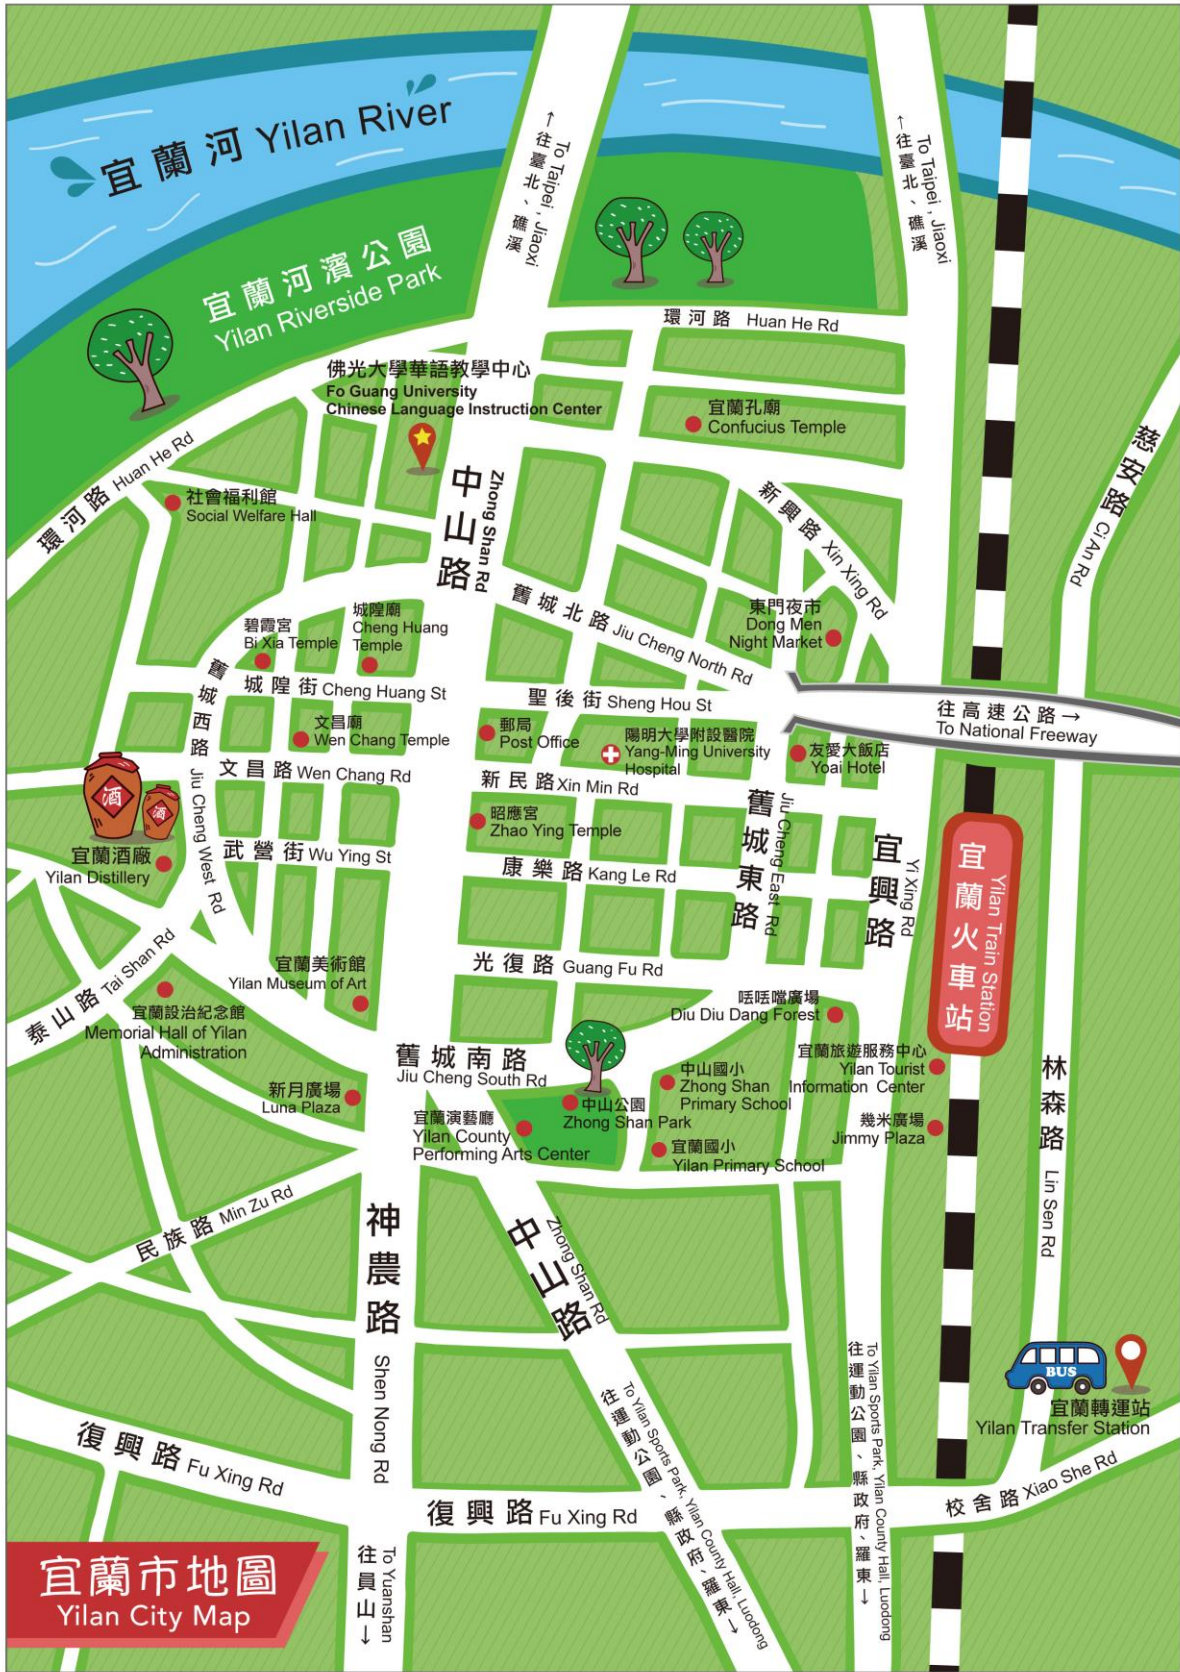 宜蘭河 Yilan River
← 往臺北、礁溪
To Taipei, Jiaoxi
← 往臺北、礁溪
To Taipei, Jiaoxi
宜蘭河濱公園
Yilan Riverside Park
環河路 Huan He Rd
佛光大學華語教學中心
Fo Guang University
Chinese Language Instruction Center
宜蘭孔廟
Confucius Temple
環河路 Huan He Rd
社會福利館
Social Welfare Hall
中山路 Zhong Shan Rd
新興路 Xin Xing Rd
慈安路 Ci An Rd
舊城北路 Jiu Cheng North Rd
東門夜市
Dong Men
Night Market
碧霞宮
Bi Xia Temple
城隍廟
Cheng Huang
Temple
舊城西路 Jiu Cheng West Rd
城隍街 Cheng Huang St
聖後街 Sheng Hou St
往高速公路→
To National Freeway
文昌廟
Wen Chang Temple
郵局
Post Office
陽明大學附設醫院
Yang-Ming University
Hospital
友愛大飯店
Yoai Hotel
文昌路 Wen Chang Rd
新民路 Xin Min Rd
酒
酒
宜蘭酒廠
Yilan Distillery
昭應宮
Zhao Ying Temple
舊城東路 Jiu Cheng East Rd
宜興路 Yi Xing Rd
宜蘭火車站
Yilan Train Station
武營街 Wu Ying St
康樂路 Kang Le Rd
泰山路 Tai Shan Rd
宜蘭美術館
Yilan Museum of Art
光復路 Guang Fu Rd
宜蘭設治紀念館
Memorial Hall of Yilan
Administration
丟丟噹廣場
Diu Diu Dang Forest
舊城南路
Jiu Cheng South Rd
宜蘭旅遊服務中心
Yilan Tourist
Information Center
新月廣場
Luna Plaza
中山國小
Zhong Shan
Primary School
中山公園
Zhong Shan Park
宜蘭演藝廳
Yilan County
Performing Arts Center
幾米廣場
Jimmy Plaza
宜蘭國小
Yilan Primary School
林森路 Lin Sen Rd
民族路 Min Zu Rd
神農路 Shen Nong Rd
中山路 Zhong Shan Rd
BUS
宜蘭轉運站
Yilan Transfer Station
往運動公園、縣政府、羅東→
To Yilan Sports Park, Yilan County Hall, Luodong
往運動公園、縣政府、羅東→
To Yilan Sports Park, Yilan County Hall, Luodong
復興路 Fu Xing Rd
復興路 Fu Xing Rd
校舍路 Xiao She Rd
往員山→
To Yuanshan
宜蘭市地圖
Yilan City Map